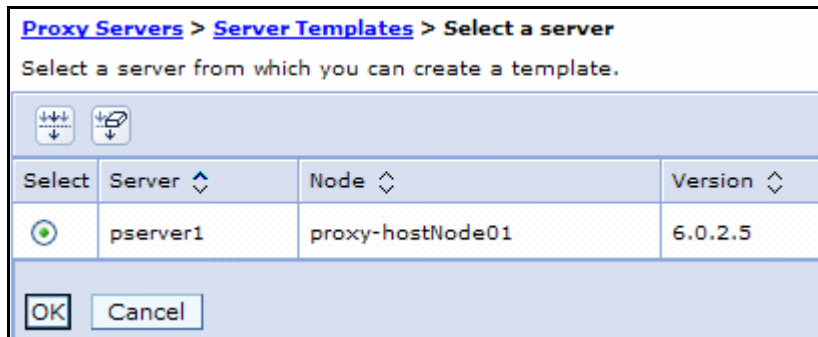 Proxy Servers > Server Templates > Select a server
Select a server from which you can create a template.
Select Server Node Version
pserver1 proxy-hostNode01 6.0.2.5
OK Cancel